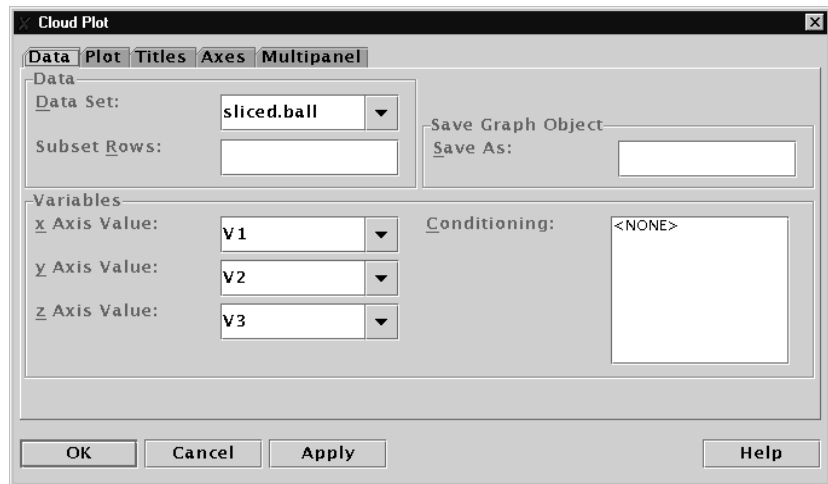 Cloud Plot
Data Plot Titles Axes Multipanel
Data
Data Set:
sliced.ball
Subset Rows:
Save Graph Object
Save As:
Variables
x Axis Value:
V1
y Axis Value:
V2
z Axis Value:
V3
Conditioning:
<NONE>
OK Cancel Apply Help